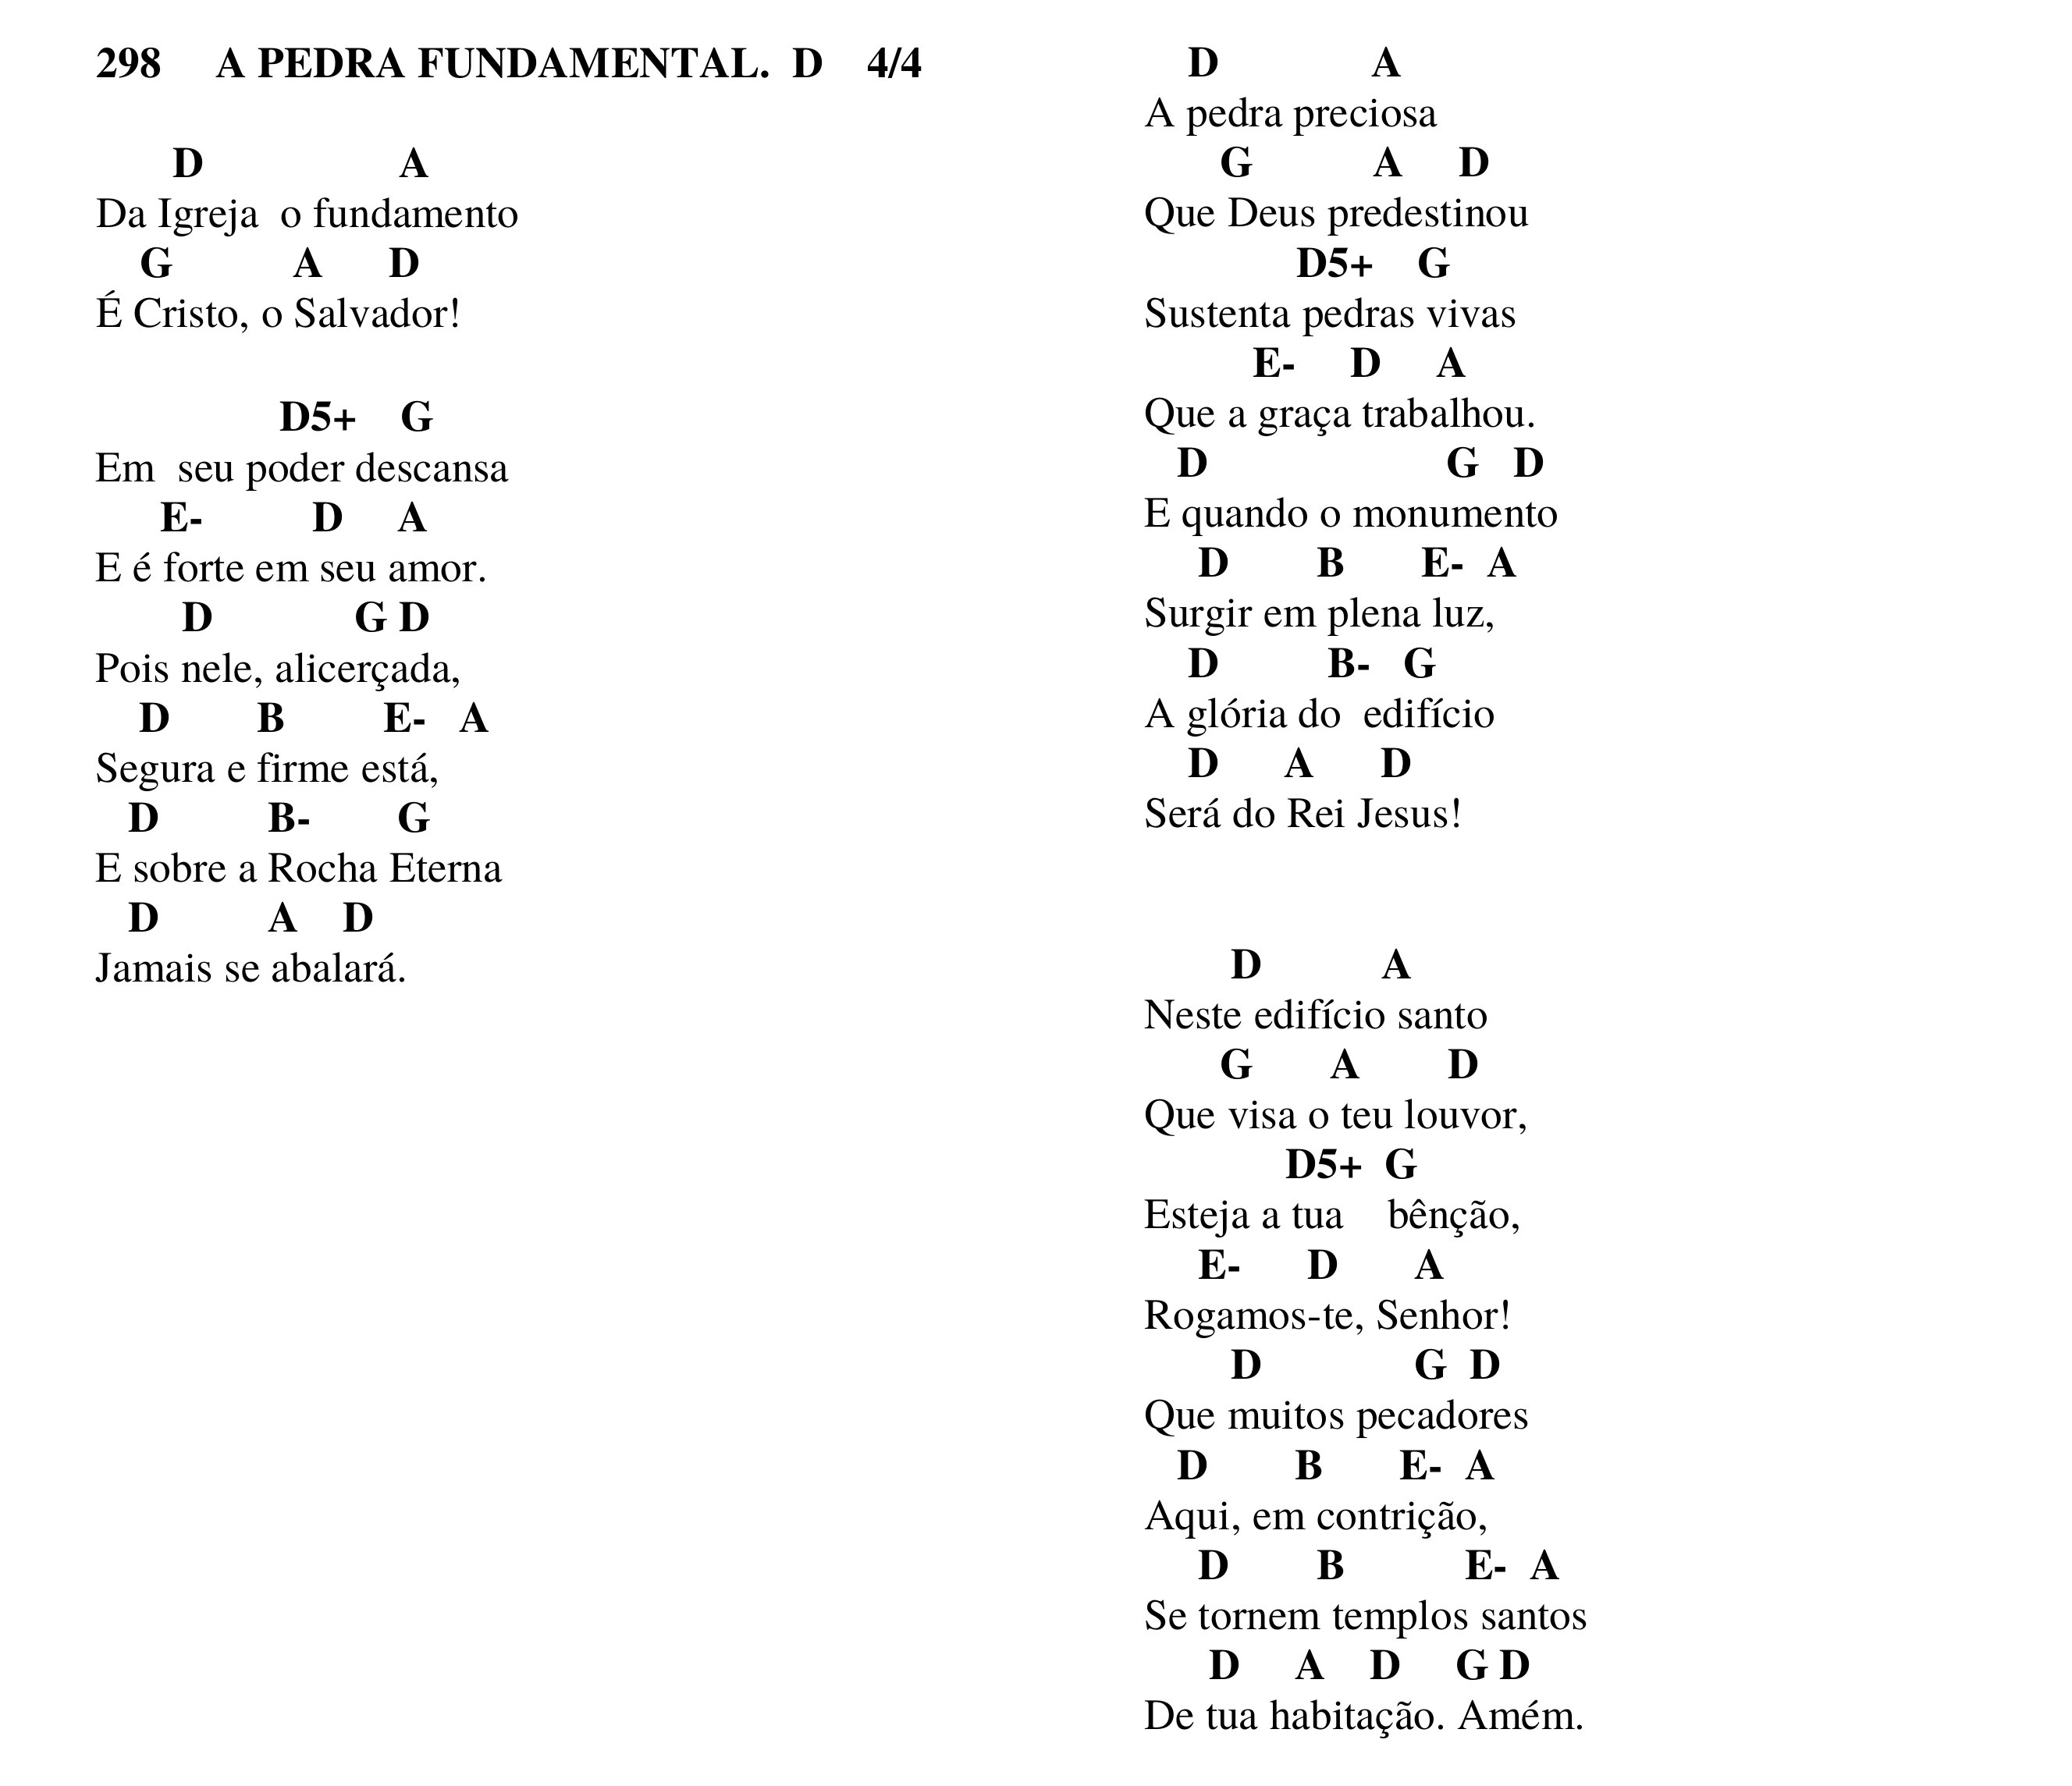 298 A PEDRA FUNDAMENTAL. D 4/4
D A
Da Igreja o fundamento
G A D
É Cristo, o Salvador!
D5+ G
Em seu poder descansa
E- D A
E é forte em seu amor.
D G D
Pois nele, alicerçada,
D B E- A
Segura e firme está,
D B- G
E sobre a Rocha Eterna
D A D
Jamais se abalará.
D A
A pedra preciosa
G A D
Que Deus predestinou
D5+ G
Sustenta pedras vivas
E- D A
Que a graça trabalhou.
D G D
E quando o monumento
D B E- A
Surgir em plena luz,
D B- G
A glória do edifício
D A D
Será do Rei Jesus!
D A
Neste edifício santo
G A D
Que visa o teu louvor,
D5+ G
Esteja a tua bênção,
E- D A
Rogamos-te, Senhor!
D G D
Que muitos pecadores
D B E- A
Aqui, em contrição,
D B E- A
Se tornem templos santos
D A D G D
De tua habitação. Amém.